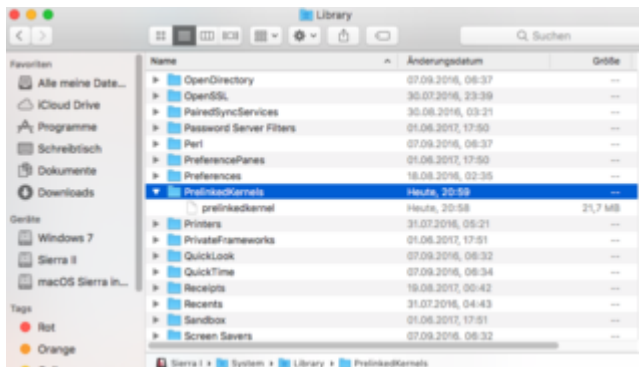 Library
Suchen
Favoriten
Alle meine Date...
iCloud Drive
Programme
Schreibtisch
Dokumente
Downloads
Geräte
Windows 7
Sierra II
macOS Sierra in...
Tags
Rot
Orange
Name Änderungsdatum Größe
OpenDirectory 07.09.2016, 06:37 --
OpenSSL 30.07.2016, 23:39 --
PairedSyncServices 30.08.2016, 03:21 --
Password Server Filters 01.06.2017, 17:50 --
Perl 07.09.2016, 06:37 --
PreferencePanes 01.06.2017, 17:50 --
Preferences 18.08.2016, 02:35 --
PrelinkedKernels Heute, 20:59 --
prelinkedkernel Heute, 20:58 21,7 MB
Printers 31.07.2016, 05:21 --
PrivateFrameworks 01.06.2017, 17:51 --
QuickLook 07.09.2016, 06:32 --
QuickTime 07.09.2016, 06:34 --
Receipts 19.08.2017, 00:42 --
Recents 31.07.2016, 04:43 --
Sandbox 01.06.2017, 17:51 --
Screen Savers 07.09.2016, 06:32 --
Sierra I › System › Library › PrelinkedKernels